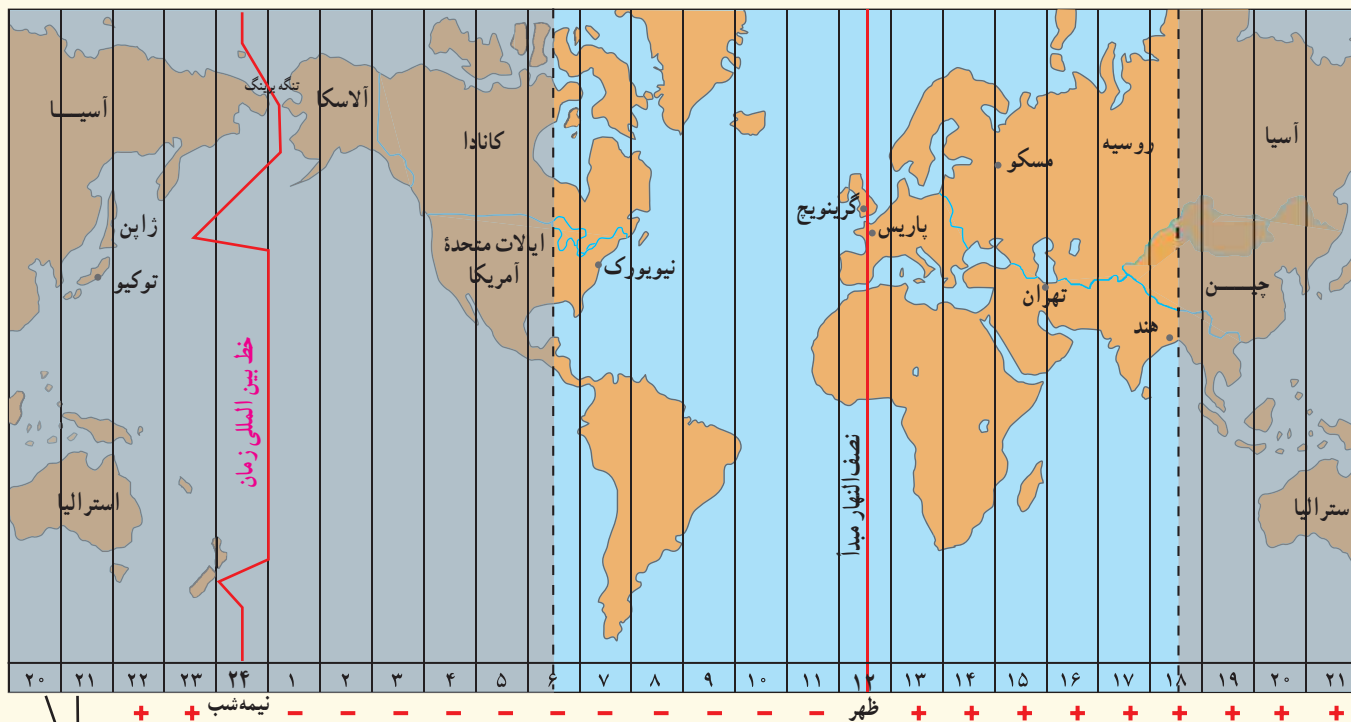 تنگه برینگ
آسیـــا
آلاسکا
کانادا
روسیه
آسیا
مسکو
گرینویچ
پاریس
ژاپن
ایالات متحدۀ
آمریکا
نیویورک
توکیو
تهران
چیـــن
هند
خط بین المللی زمان
نصف‌النهار مبدأ
استرالیا
سترالیا
۲۰ ۲۱ ۲۲ ۲۳ ۲۴ ۱ ۲ ۳ ۴ ۵ ۶ ۷ ۸ ۹ ۱۰ ۱۱ ۱۲ ۱۳ ۱۴ ۱۵ ۱۶ ۱۷ ۱۸ ۱۹ ۲۰ ۲۱
+ + نیمه‌شب − − − − − − − − − − − ظهر + + + + + + + + +